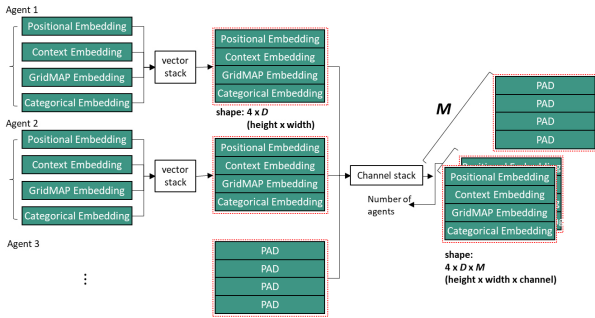 Agent 1
Positional Embedding
Context Embedding
GridMAP Embedding
Categorical Embedding
vector
stack
Positional Embedding
Context Embedding
GridMAP Embedding
Categorical Embedding
shape: 4 x D
(height x width)
Agent 2
Positional Embedding
Context Embedding
GridMAP Embedding
Categorical Embedding
vector
stack
Positional Embedding
Context Embedding
GridMAP Embedding
Categorical Embedding
Agent 3
⋮
PAD
PAD
PAD
PAD
Channel stack
Number of
agents
M
PAD
PAD
PAD
PAD
Positional Embedding
Positional Embedding
Context Embedding
GridMAP Embedding
Categorical Embedding
shape:
4 x D x M
(height x width x channel)